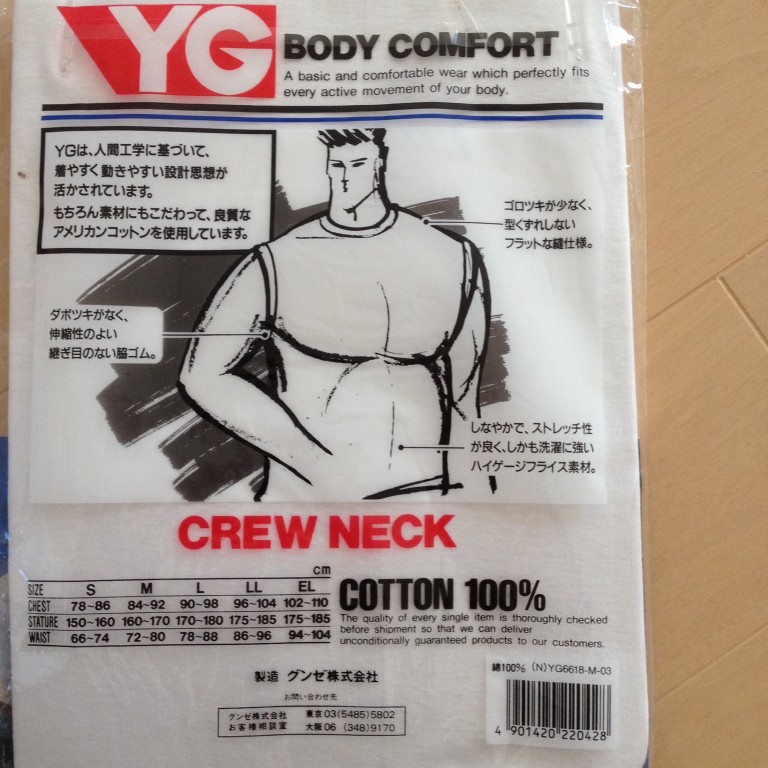 YG
BODY COMFORT
A basic and comfortable wear which perfectly fits
every active movement of your body.
YGは、人間工学に基づいて、
着やすく動きやすい設計思想が
活かされています。
もちろん素材にもこだわって、良質な
アメリカンコットンを使用しています。
ゴロツキが少なく、
型くずれしない
フラットな縫仕様。
ダボツキがなく、
伸縮性のよい
継ぎ目のない脇ゴム。
しなやかで、ストレッチ性
が良く、しかも洗濯に強い
ハイゲージフライス素材。
CREW NECK
cm
SIZE S M L LL EL
CHEST 78~86 84~92 90~98 96~104 102~110
STATURE 150~160 160~170 170~180 175~185 175~185
WAIST 66~74 72~80 78~88 86~96 94~104
COTTON 100%
The quality of every single item is thoroughly checked
before shipment so that we can deliver
unconditionally guaranteed products to our customers.
製造 グンゼ株式会社
お問い合わせ先
グンゼ株式会社 東京03(5485)5802
お客様相談室 大阪06 (348)9170
綿100% (N)YG6618-M-03
4 901420 220428